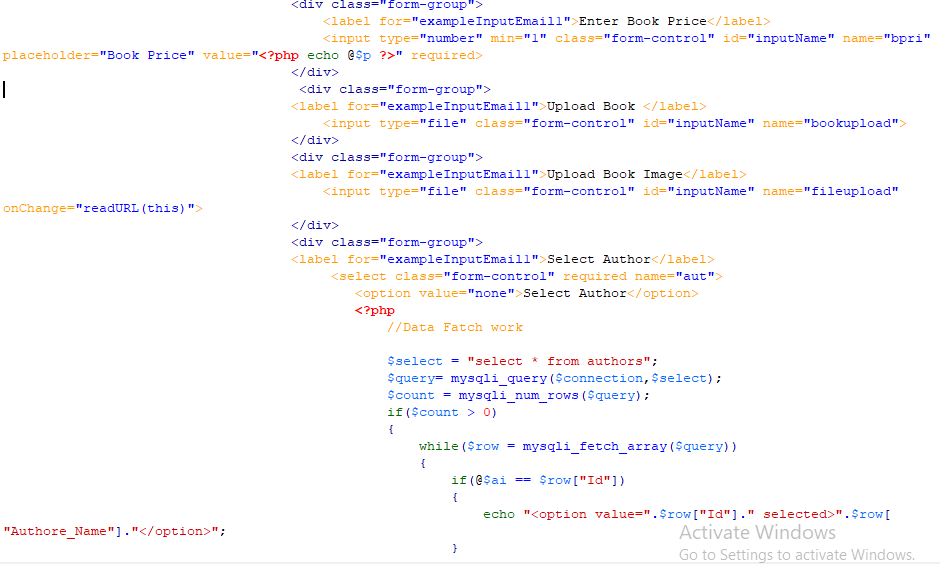 <div class="form-group">
<label for="exampleInputEmail1">Enter Book Price</label>
<input type="number" min="1" class="form-control" id="inputName" name="bpri"
placeholder="Book Price" value="<?php echo @$p ?>" required>
</div>
<div class="form-group">
<label for="exampleInputEmail1">Upload Book </label>
<input type="file" class="form-control" id="inputName" name="bookupload">
</div>
<div class="form-group">
<label for="exampleInputEmail1">Upload Book Image</label>
<input type="file" class="form-control" id="inputName" name="fileupload"
onChange="readURL(this)">
</div>
<div class="form-group">
<label for="exampleInputEmail1">Select Author</label>
<select class="form-control" required name="aut">
<option value="none">Select Author</option>
<?php
//Data Fatch work
$select = "select * from authors";
$query= mysqli_query($connection,$select);
$count = mysqli_num_rows($query);
if($count > 0)
{
while($row = mysqli_fetch_array($query))
{
if(@$ai == $row["Id"])
{
echo "<option value=".$row["Id"]." selected>".$row[
"Authore_Name"]."</option>";
}
Activate Windows
Go to Settings to activate Windows.